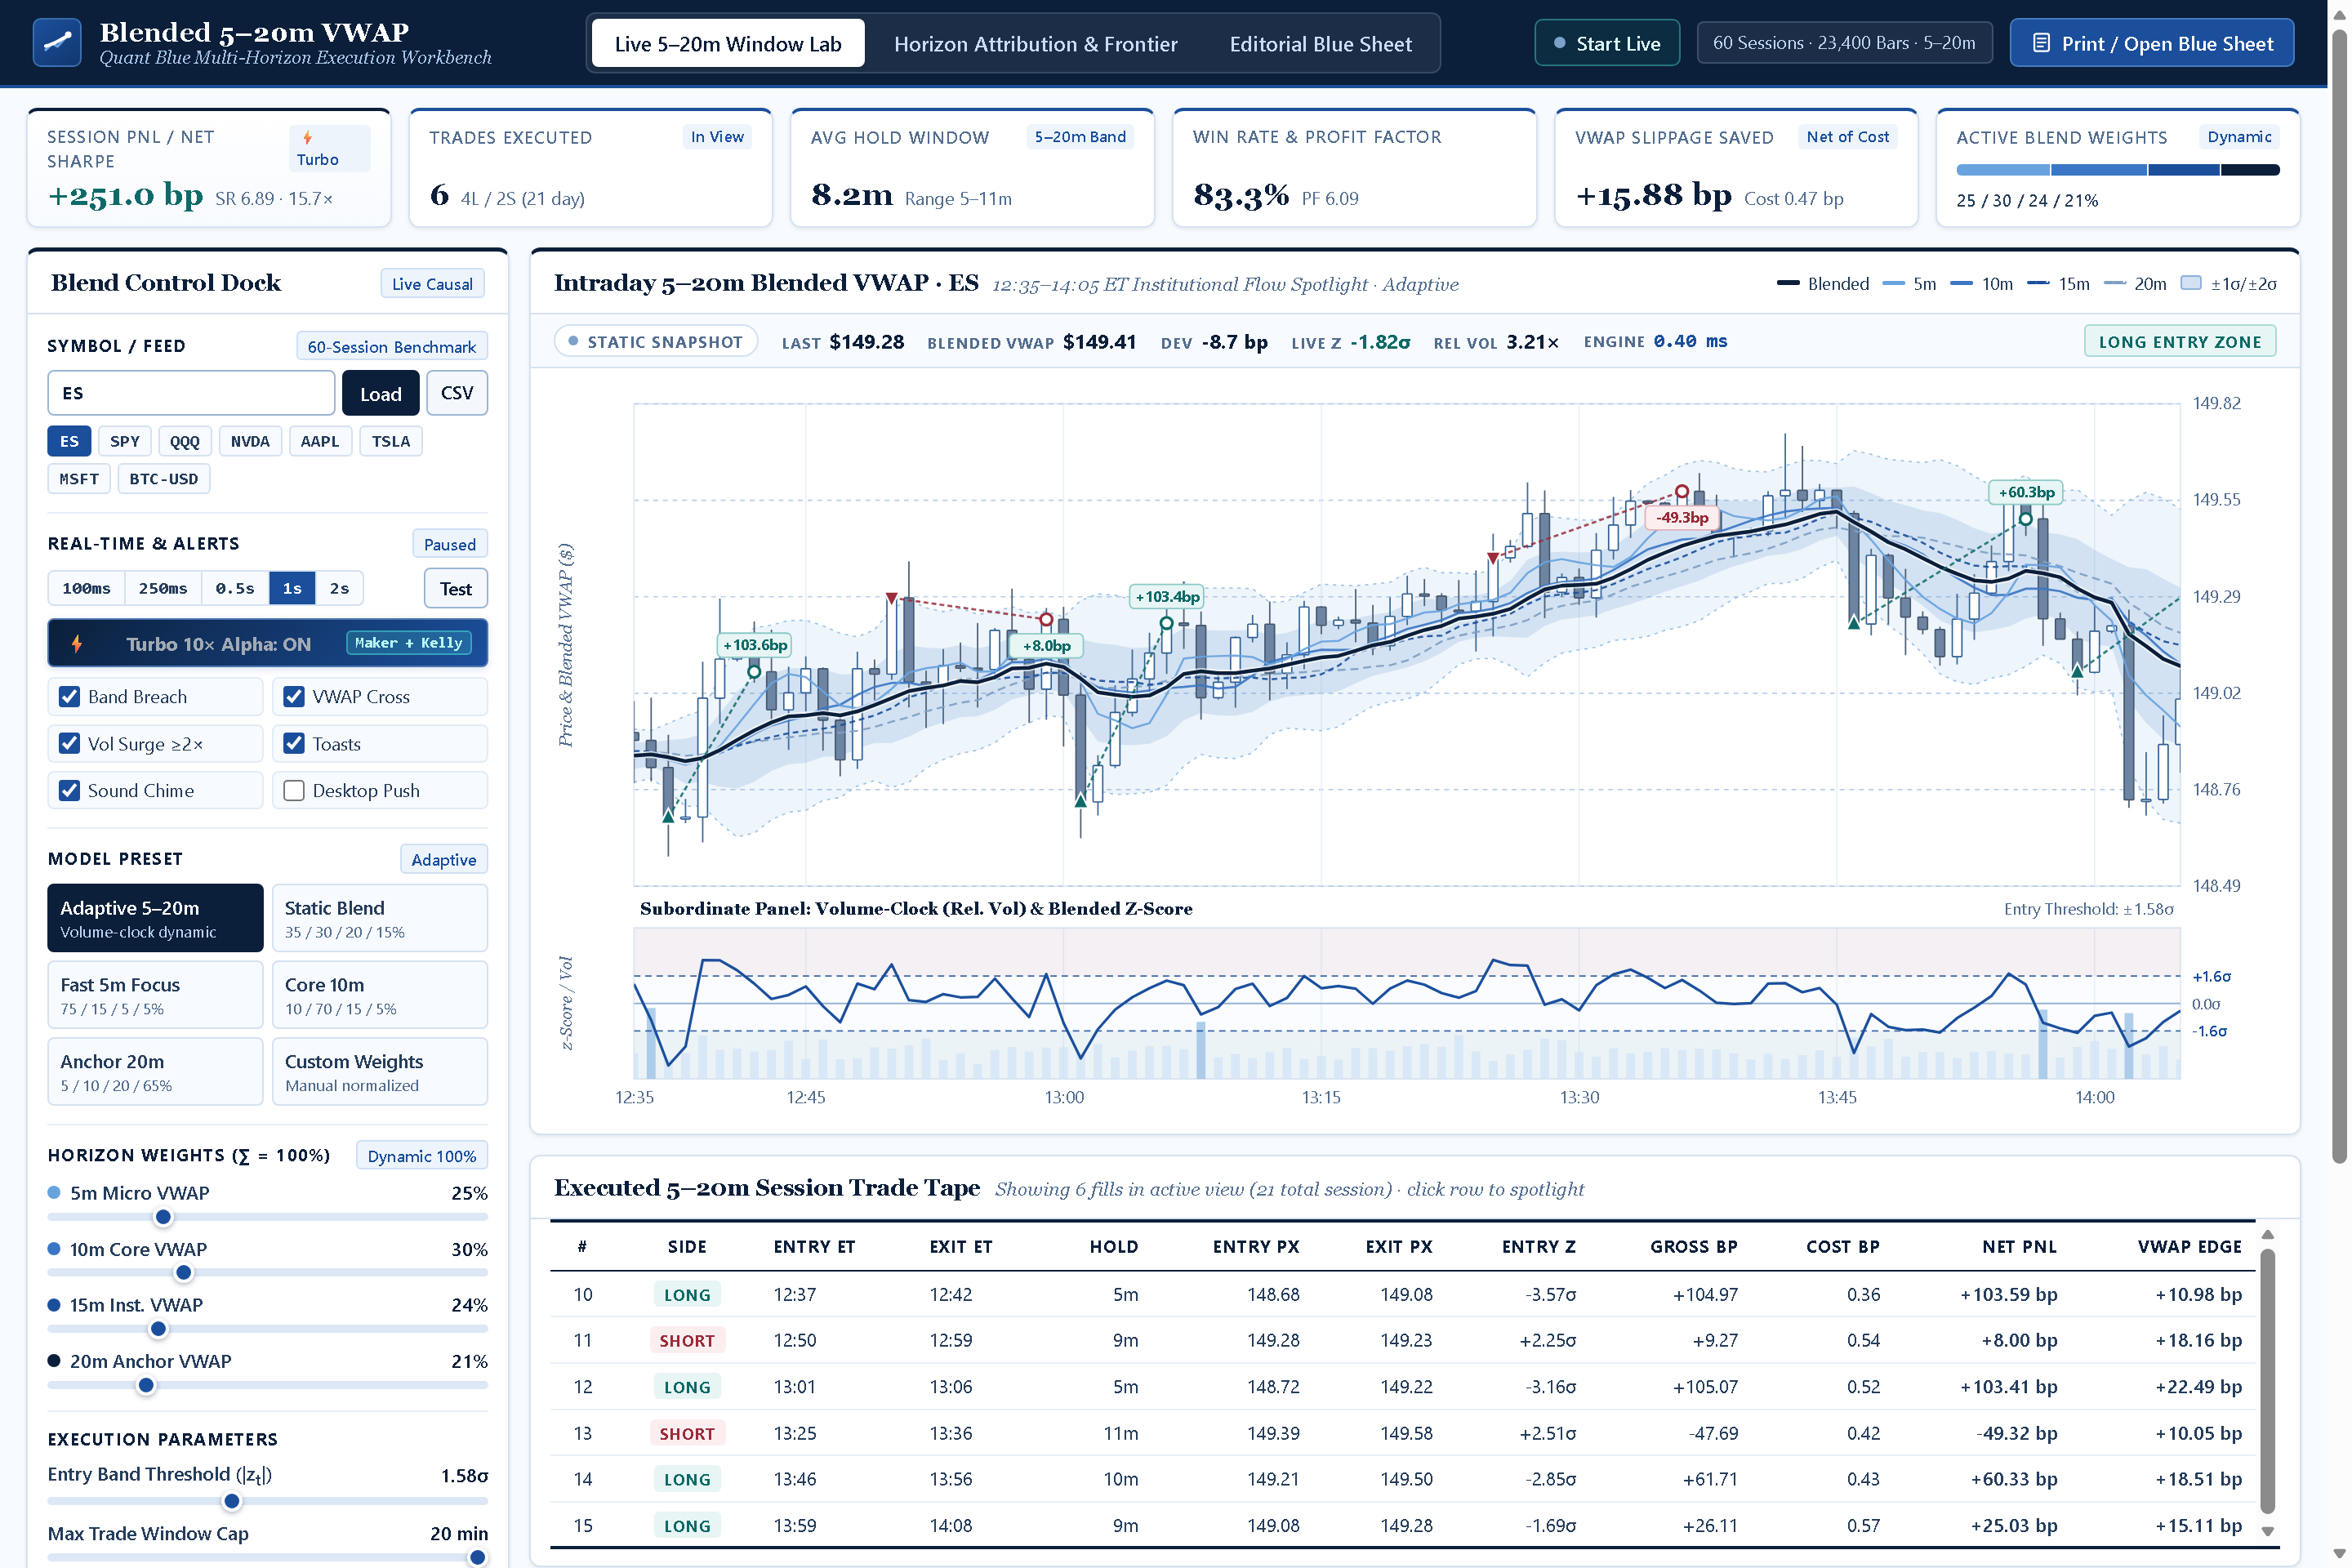 Blended 5–20m VWAP
Quant Blue Multi-Horizon Execution Workbench
Live 5–20m Window Lab
Horizon Attribution & Frontier
Editorial Blue Sheet
Start Live
60 Sessions · 23,400 Bars · 5–20m
Print / Open Blue Sheet
SESSION PNL / NET
SHARPE
Turbo
+251.0 bp SR 6.89 · 15.7×
TRADES EXECUTED
In View
6 4L / 2S (21 day)
AVG HOLD WINDOW
5–20m Band
8.2m Range 5–11m
WIN RATE & PROFIT FACTOR
83.3% PF 6.09
VWAP SLIPPAGE SAVED
Net of Cost
+15.88 bp Cost 0.47 bp
ACTIVE BLEND WEIGHTS
Dynamic
25 / 30 / 24 / 21%
Blend Control Dock
Live Causal
SYMBOL / FEED
60-Session Benchmark
ES
Load
CSV
ES SPY QQQ NVDA AAPL TSLA
MSFT BTC-USD
REAL-TIME & ALERTS
Paused
100ms 250ms 0.5s 1s 2s
Test
Turbo 10× Alpha: ON
Maker + Kelly
Band Breach
VWAP Cross
Vol Surge ≥2×
Toasts
Sound Chime
Desktop Push
MODEL PRESET
Adaptive
Adaptive 5–20m
Volume-clock dynamic
Static Blend
35 / 30 / 20 / 15%
Fast 5m Focus
75 / 15 / 5 / 5%
Core 10m
10 / 70 / 15 / 5%
Anchor 20m
5 / 10 / 20 / 65%
Custom Weights
Manual normalized
HORIZON WEIGHTS (∑ = 100%)
Dynamic 100%
5m Micro VWAP 25%
10m Core VWAP 30%
15m Inst. VWAP 24%
20m Anchor VWAP 21%
EXECUTION PARAMETERS
Entry Band Threshold (|zt|) 1.58σ
Max Trade Window Cap 20 min
Intraday 5–20m Blended VWAP · ES 12:35–14:05 ET Institutional Flow Spotlight · Adaptive
Blended 5m 10m 15m 20m ±1σ/±2σ
STATIC SNAPSHOT
LAST $149.28 BLENDED VWAP $149.41 DEV -8.7 bp LIVE Z -1.82σ REL VOL 3.21× ENGINE 0.40 ms
LONG ENTRY ZONE
Price & Blended VWAP ($)
149.82
149.55
149.29
149.02
148.76
148.49
+103.6bp
+8.0bp
+103.4bp
-49.3bp
+60.3bp
Subordinate Panel: Volume-Clock (Rel. Vol) & Blended Z-Score
Entry Threshold: ±1.58σ
z-Score / Vol
+1.6σ
0.0σ
-1.6σ
12:35 12:45 13:00 13:15 13:30 13:45 14:00
Executed 5–20m Session Trade Tape Showing 6 fills in active view (21 total session) · click row to spotlight
# SIDE ENTRY ET EXIT ET HOLD ENTRY PX EXIT PX ENTRY Z GROSS BP COST BP NET PNL VWAP EDGE
10 LONG 12:37 12:42 5m 148.68 149.08 -3.57σ +104.97 0.36 +103.59 bp +10.98 bp
11 SHORT 12:50 12:59 9m 149.28 149.23 +2.25σ +9.27 0.54 +8.00 bp +18.16 bp
12 LONG 13:01 13:06 5m 148.72 149.22 -3.16σ +105.07 0.52 +103.41 bp +22.49 bp
13 SHORT 13:25 13:36 11m 149.39 149.58 +2.51σ -47.69 0.42 -49.32 bp +10.05 bp
14 LONG 13:46 13:56 10m 149.21 149.50 -2.85σ +61.71 0.43 +60.33 bp +18.51 bp
15 LONG 13:59 14:08 9m 149.08 149.28 -1.69σ +26.11 0.57 +25.03 bp +15.11 bp